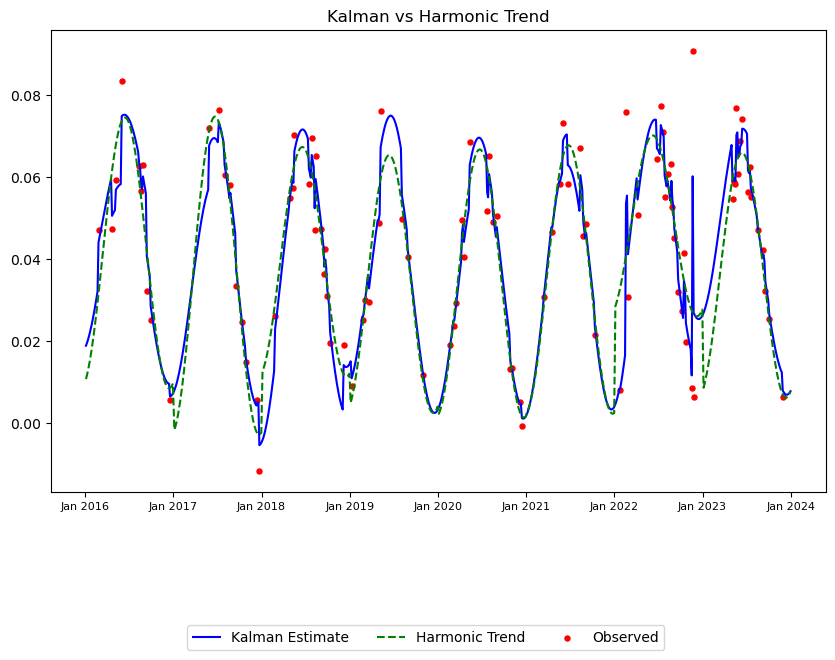 Kalman vs Harmonic Trend
0.08
0.06
0.04
0.02
0.00
Jan 2016 Jan 2017 Jan 2018 Jan 2019 Jan 2020 Jan 2021 Jan 2022 Jan 2023 Jan 2024
Kalman Estimate Harmonic Trend Observed